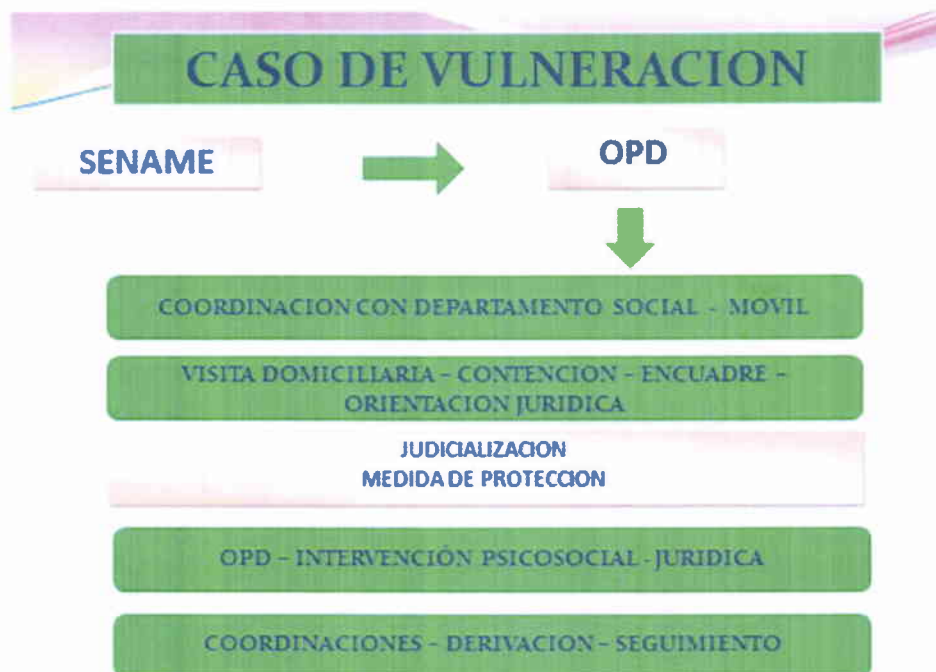 CASO DE VULNERACION
SENAME
OPD
COORDINACION CON DEPARTAMENTO SOCIAL - MOVIL
VISITA DOMICILIARIA - CONTENCION - ENCUADRE -
ORIENTACION JURIDICA
JUDICIALIZACION
MEDIDA DE PROTECCION
OPD - INTERVENCIÓN PSICOSOCIAL - JURIDICA
COORDINACIONES - DERIVACION - SEGUIMIENTO